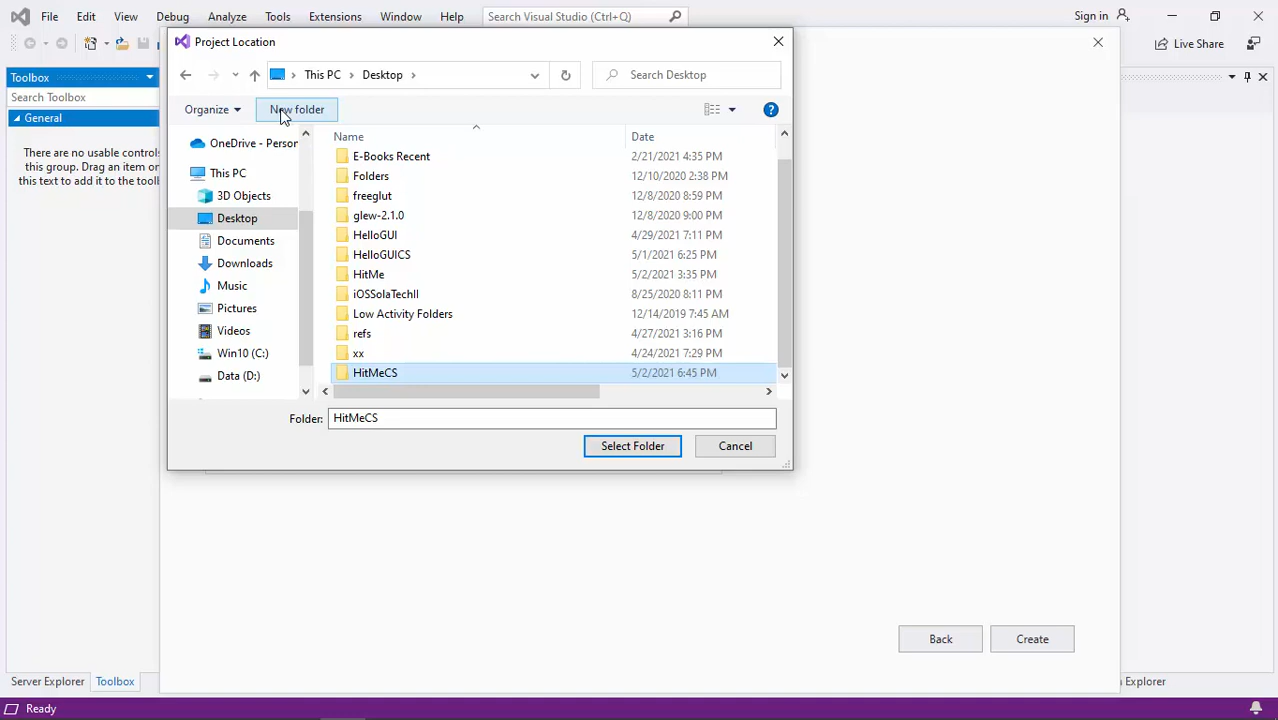 File Edit View Debug Analyze Tools Extensions Window Help Search Visual Studio (Ctrl+Q) Sign in
Live Share
Project Location
This PC Desktop Search Desktop
Organize New folder
Toolbox
Search Toolbox
General
There are no usable controls
this group. Drag an item or
this text to add it to the toolb
OneDrive - Person
This PC
3D Objects
Desktop
Documents
Downloads
Music
Pictures
Videos
Win10 (C:)
Data (D:)
Name Date
E-Books Recent 2/21/2021 4:35 PM
Folders 12/10/2020 2:38 PM
freeglut 12/8/2020 8:59 PM
glew-2.1.0 12/8/2020 9:00 PM
HelloGUI 4/29/2021 7:11 PM
HelloGUICS 5/1/2021 6:25 PM
HitMe 5/2/2021 3:35 PM
iOSSolaTechII 8/25/2020 8:11 PM
Low Activity Folders 12/14/2019 7:45 AM
refs 4/27/2021 3:16 PM
xx 4/24/2021 7:29 PM
HitMeCS 5/2/2021 6:45 PM
Folder: HitMeCS
Select Folder Cancel
Back Create
Server Explorer Toolbox Explorer
Ready